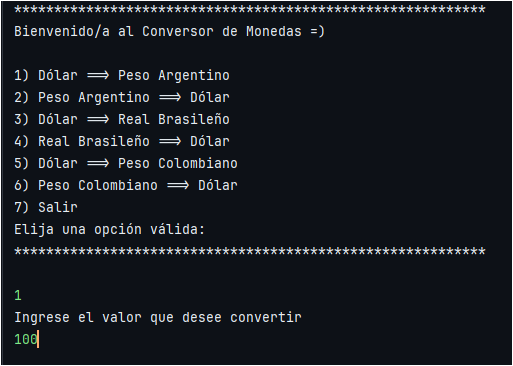 ***********************************************************
Bienvenido/a al Conversor de Monedas =)
1) Dólar ==> Peso Argentino
2) Peso Argentino ==> Dólar
3) Dólar ==> Real Brasileño
4) Real Brasileño ==> Dólar
5) Dólar ==> Peso Colombiano
6) Peso Colombiano ==> Dólar
7) Salir
Elija una opción válida:
***********************************************************
1
Ingrese el valor que desee convertir
100